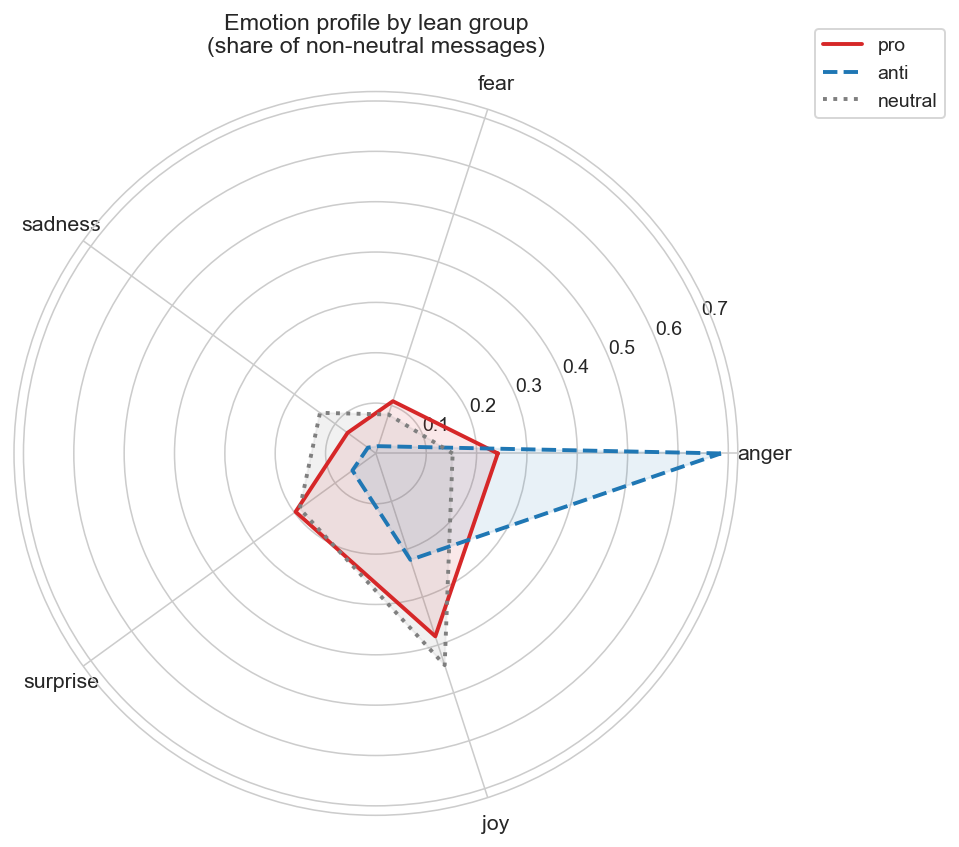 Emotion profile by lean group
(share of non-neutral messages)
pro
anti
neutral
fear
sadness
0.7
0.6
0.5
0.4
0.3
0.2
0.1
anger
surprise
joy